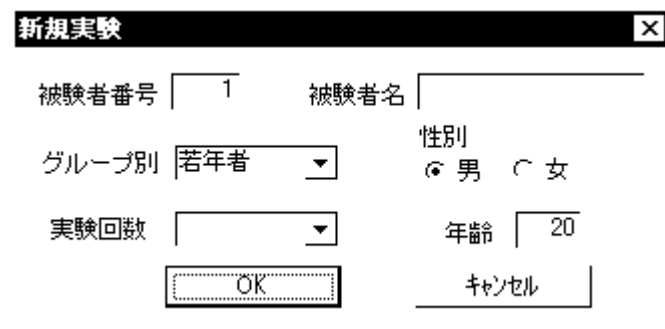 新規実験
被験者番号 1 被験者名
性別
グループ別 若年者 男 女
実験回数 年齢 20
OK キャンセル